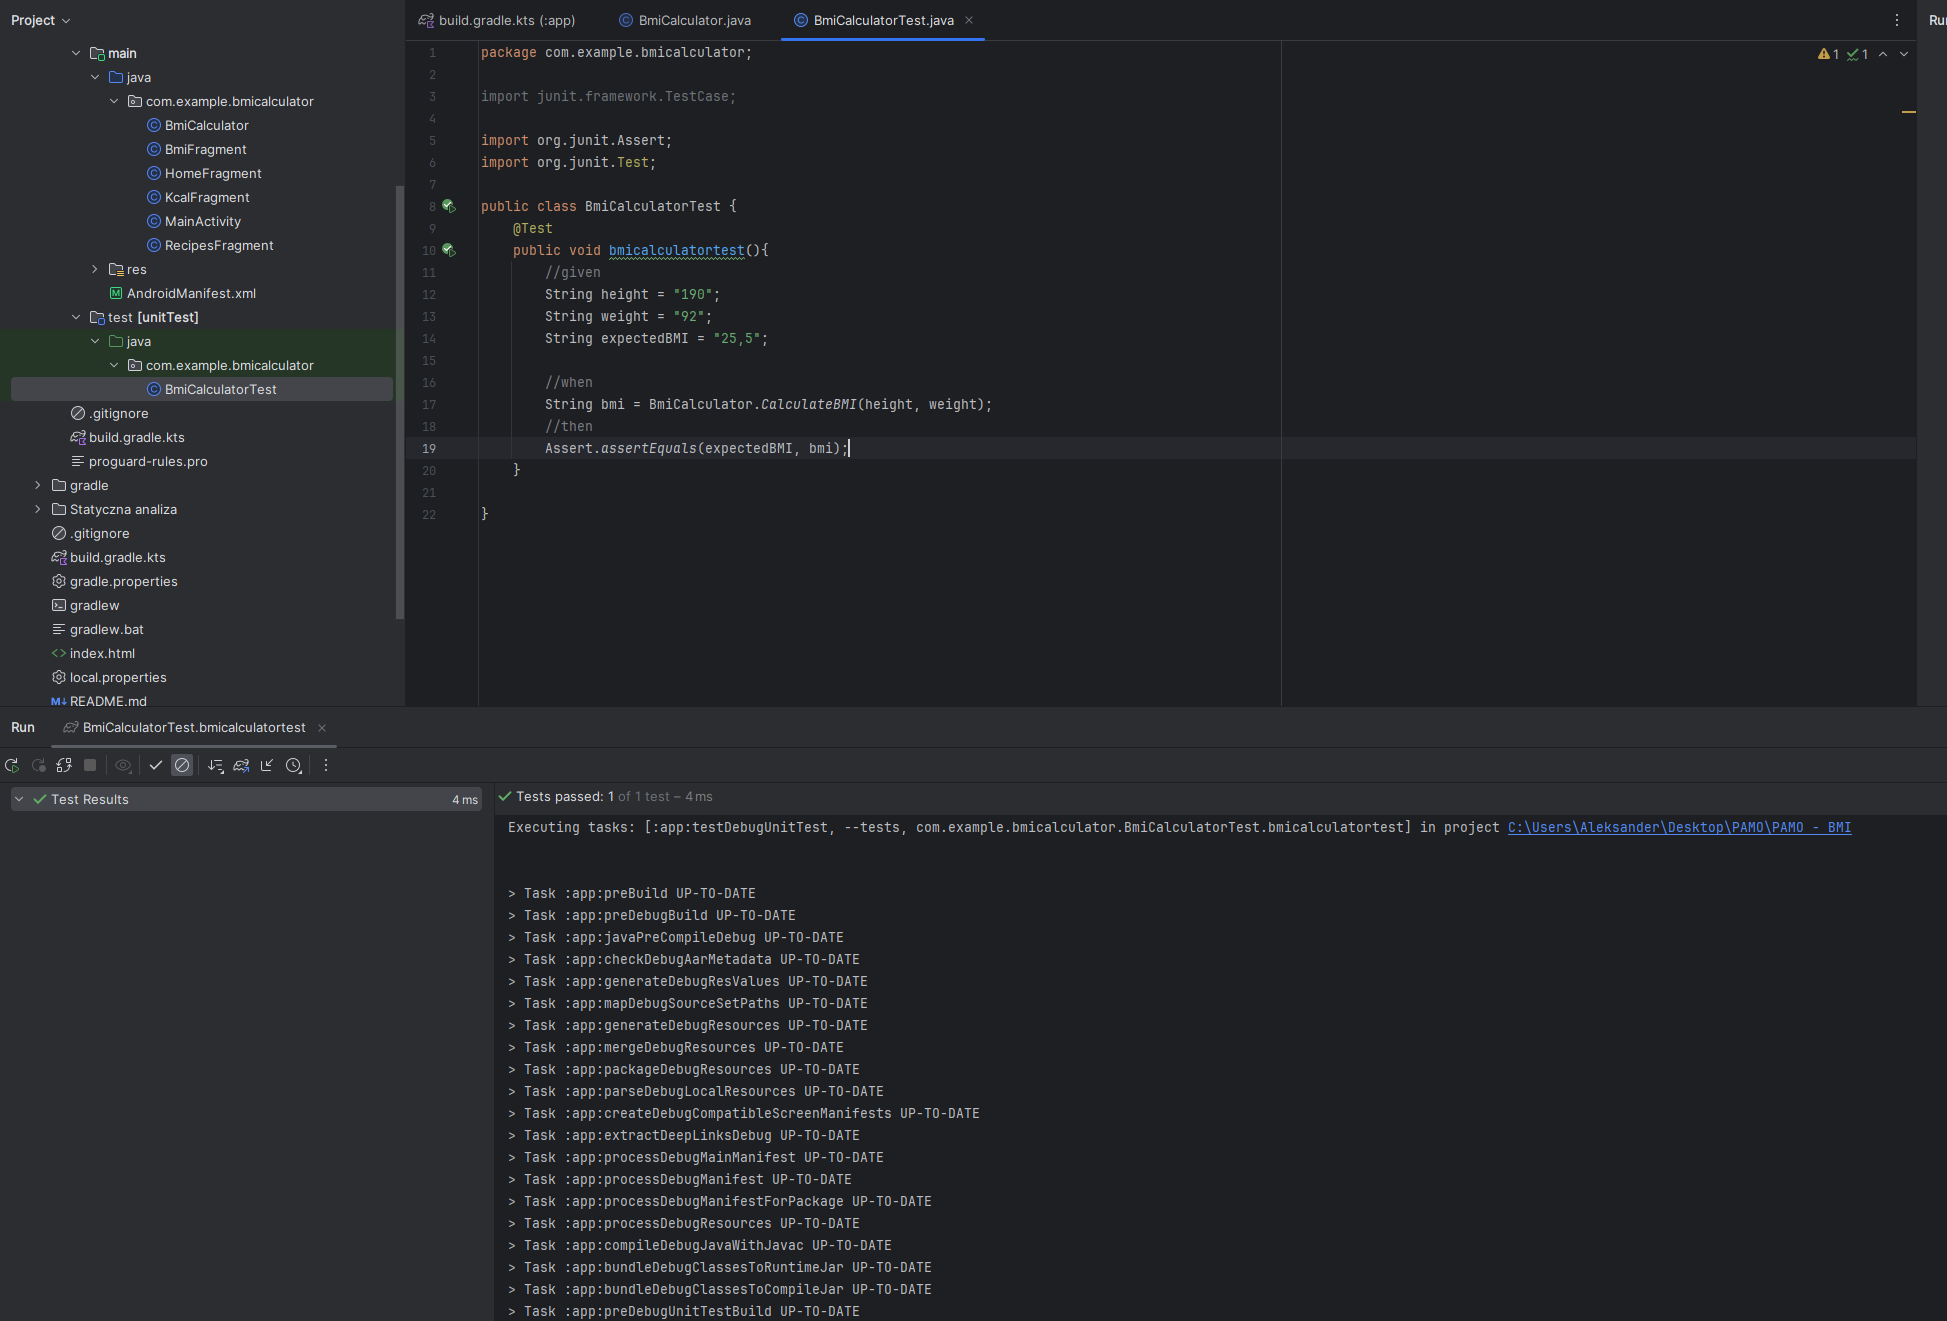 Project
main
java
com.example.bmicalculator
BmiCalculator
BmiFragment
HomeFragment
KcalFragment
MainActivity
RecipesFragment
res
AndroidManifest.xml
test [unitTest]
java
com.example.bmicalculator
BmiCalculatorTest
.gitignore
build.gradle.kts
proguard-rules.pro
gradle
Statyczna analiza
.gitignore
build.gradle.kts
gradle.properties
gradlew
gradlew.bat
index.html
local.properties
README.md
build.gradle.kts (:app)
BmiCalculator.java
BmiCalculatorTest.java
Ru
1 1
1 package com.example.bmicalculator;
2
3 import junit.framework.TestCase;
4
5 import org.junit.Assert;
6 import org.junit.Test;
7
8 public class BmiCalculatorTest {
9 @Test
10 public void bmicalculatortest(){
11 //given
12 String height = "190";
13 String weight = "92";
14 String expectedBMI = "25,5";
15
16 //when
17 String bmi = BmiCalculator.CalculateBMI(height, weight);
18 //then
19 Assert.assertEquals(expectedBMI, bmi);
20 }
21
22 }
Run BmiCalculatorTest.bmicalculatortest
Test Results 4 ms
Tests passed: 1 of 1 test – 4 ms
Executing tasks: [:app:testDebugUnitTest, --tests, com.example.bmicalculator.BmiCalculatorTest.bmicalculatortest] in project C:\Users\Aleksander\Desktop\PAMO\PAMO - BMI
> Task :app:preBuild UP-TO-DATE
> Task :app:preDebugBuild UP-TO-DATE
> Task :app:javaPreCompileDebug UP-TO-DATE
> Task :app:checkDebugAarMetadata UP-TO-DATE
> Task :app:generateDebugResValues UP-TO-DATE
> Task :app:mapDebugSourceSetPaths UP-TO-DATE
> Task :app:generateDebugResources UP-TO-DATE
> Task :app:mergeDebugResources UP-TO-DATE
> Task :app:packageDebugResources UP-TO-DATE
> Task :app:parseDebugLocalResources UP-TO-DATE
> Task :app:createDebugCompatibleScreenManifests UP-TO-DATE
> Task :app:extractDeepLinksDebug UP-TO-DATE
> Task :app:processDebugMainManifest UP-TO-DATE
> Task :app:processDebugManifest UP-TO-DATE
> Task :app:processDebugManifestForPackage UP-TO-DATE
> Task :app:processDebugResources UP-TO-DATE
> Task :app:compileDebugJavaWithJavac UP-TO-DATE
> Task :app:bundleDebugClassesToRuntimeJar UP-TO-DATE
> Task :app:bundleDebugClassesToCompileJar UP-TO-DATE
> Task :app:preDebugUnitTestBuild UP-TO-DATE